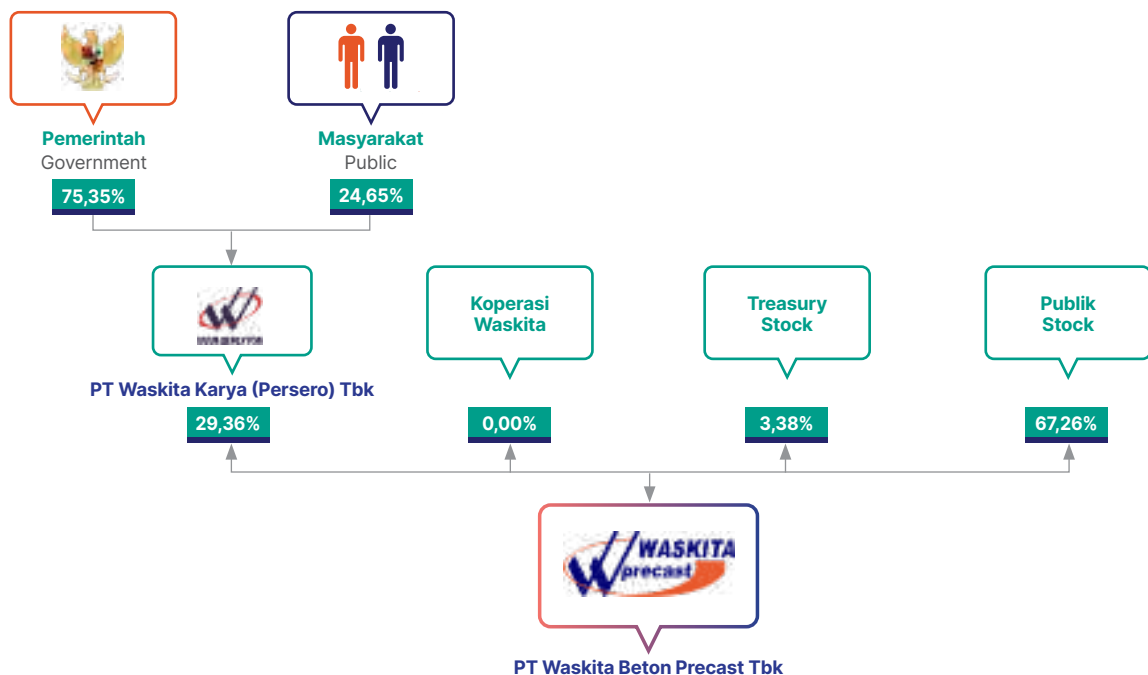 Pemerintah
Government
75,35%
Masyarakat
Public
24,65%
PT Waskita Karya (Persero) Tbk
29,36%
Koperasi
Waskita
0,00%
Treasury
Stock
3,38%
Publik
Stock
67,26%
WASKITA
precast
PT Waskita Beton Precast Tbk